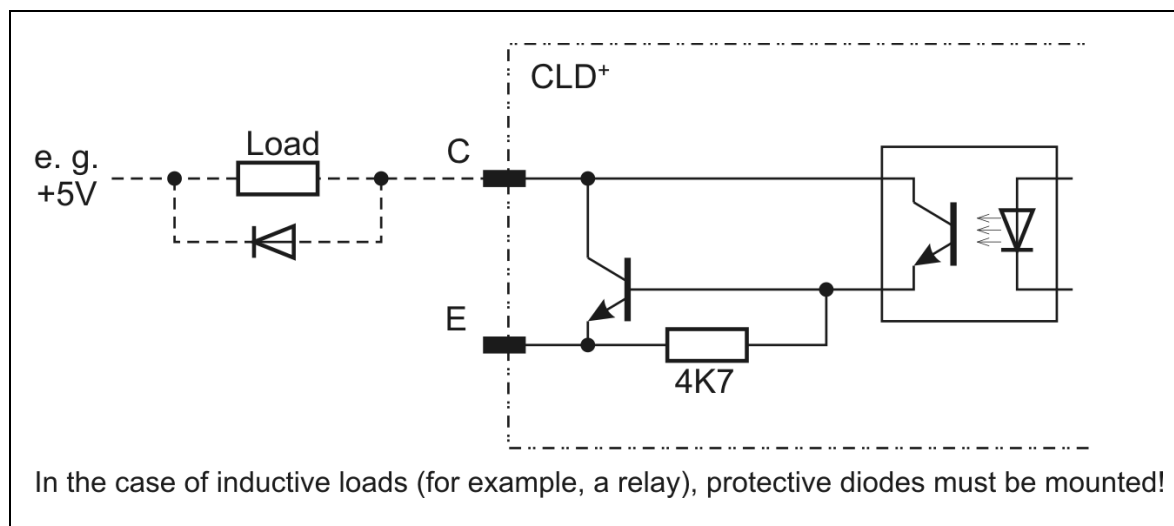 CLD⁺
Load
C
e. g.
+5V
E
4K7
In the case of inductive loads (for example, a relay), protective diodes must be mounted!